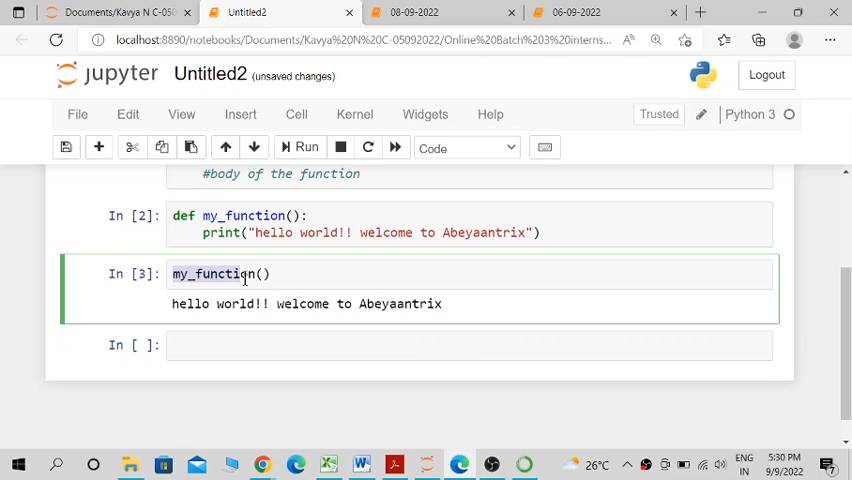 Kavya N C-050
Untitled2
08-09-2022
06-09-2022
localhost:8890/notebooks/Documents/Kavya%20N%20C-05092022/Online%20Batch%203%20interns...
jupyter Untitled2 (unsaved changes)
Logout
File Edit View Insert Cell Kernel Widgets Help Trusted Python 3
Run Code
#body of the function
In [2]: def my_function():
print("hello world!! welcome to Abeyaantrix")
In [3]: my_function()
hello world!! welcome to Abeyaantrix
In [ ]:
26°C ENG 5:30 PM
IN 9/9/2022